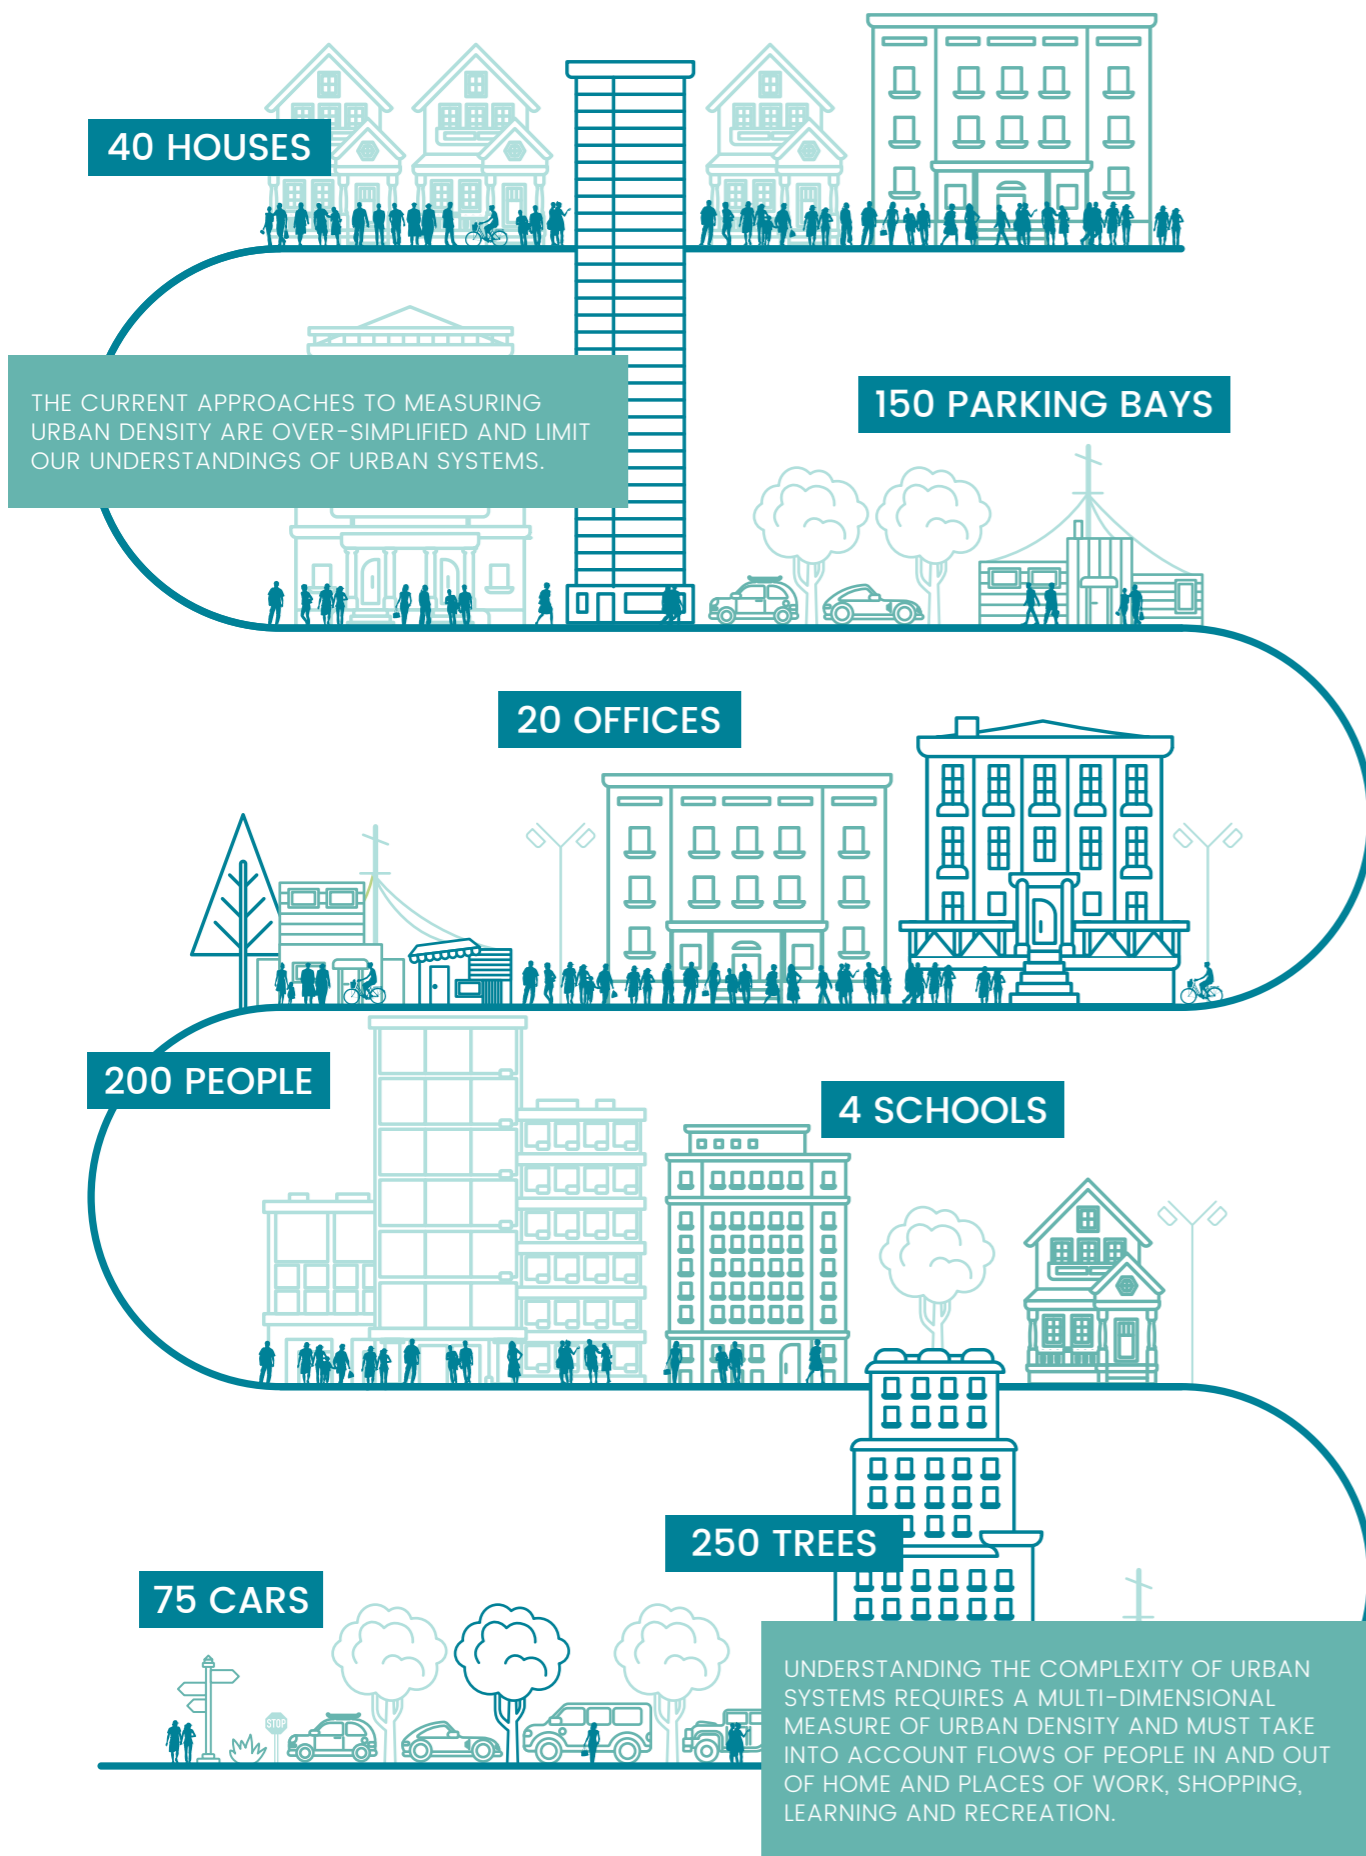 40 HOUSES
THE CURRENT APPROACHES TO MEASURING
URBAN DENSITY ARE OVER-SIMPLIFIED AND LIMIT
OUR UNDERSTANDINGS OF URBAN SYSTEMS.
150 PARKING BAYS
20 OFFICES
200 PEOPLE
4 SCHOOLS
250 TREES
75 CARS
STOP
UNDERSTANDING THE COMPLEXITY OF URBAN
SYSTEMS REQUIRES A MULTI-DIMENSIONAL
MEASURE OF URBAN DENSITY AND MUST TAKE
INTO ACCOUNT FLOWS OF PEOPLE IN AND OUT
OF HOME AND PLACES OF WORK, SHOPPING,
LEARNING AND RECREATION.